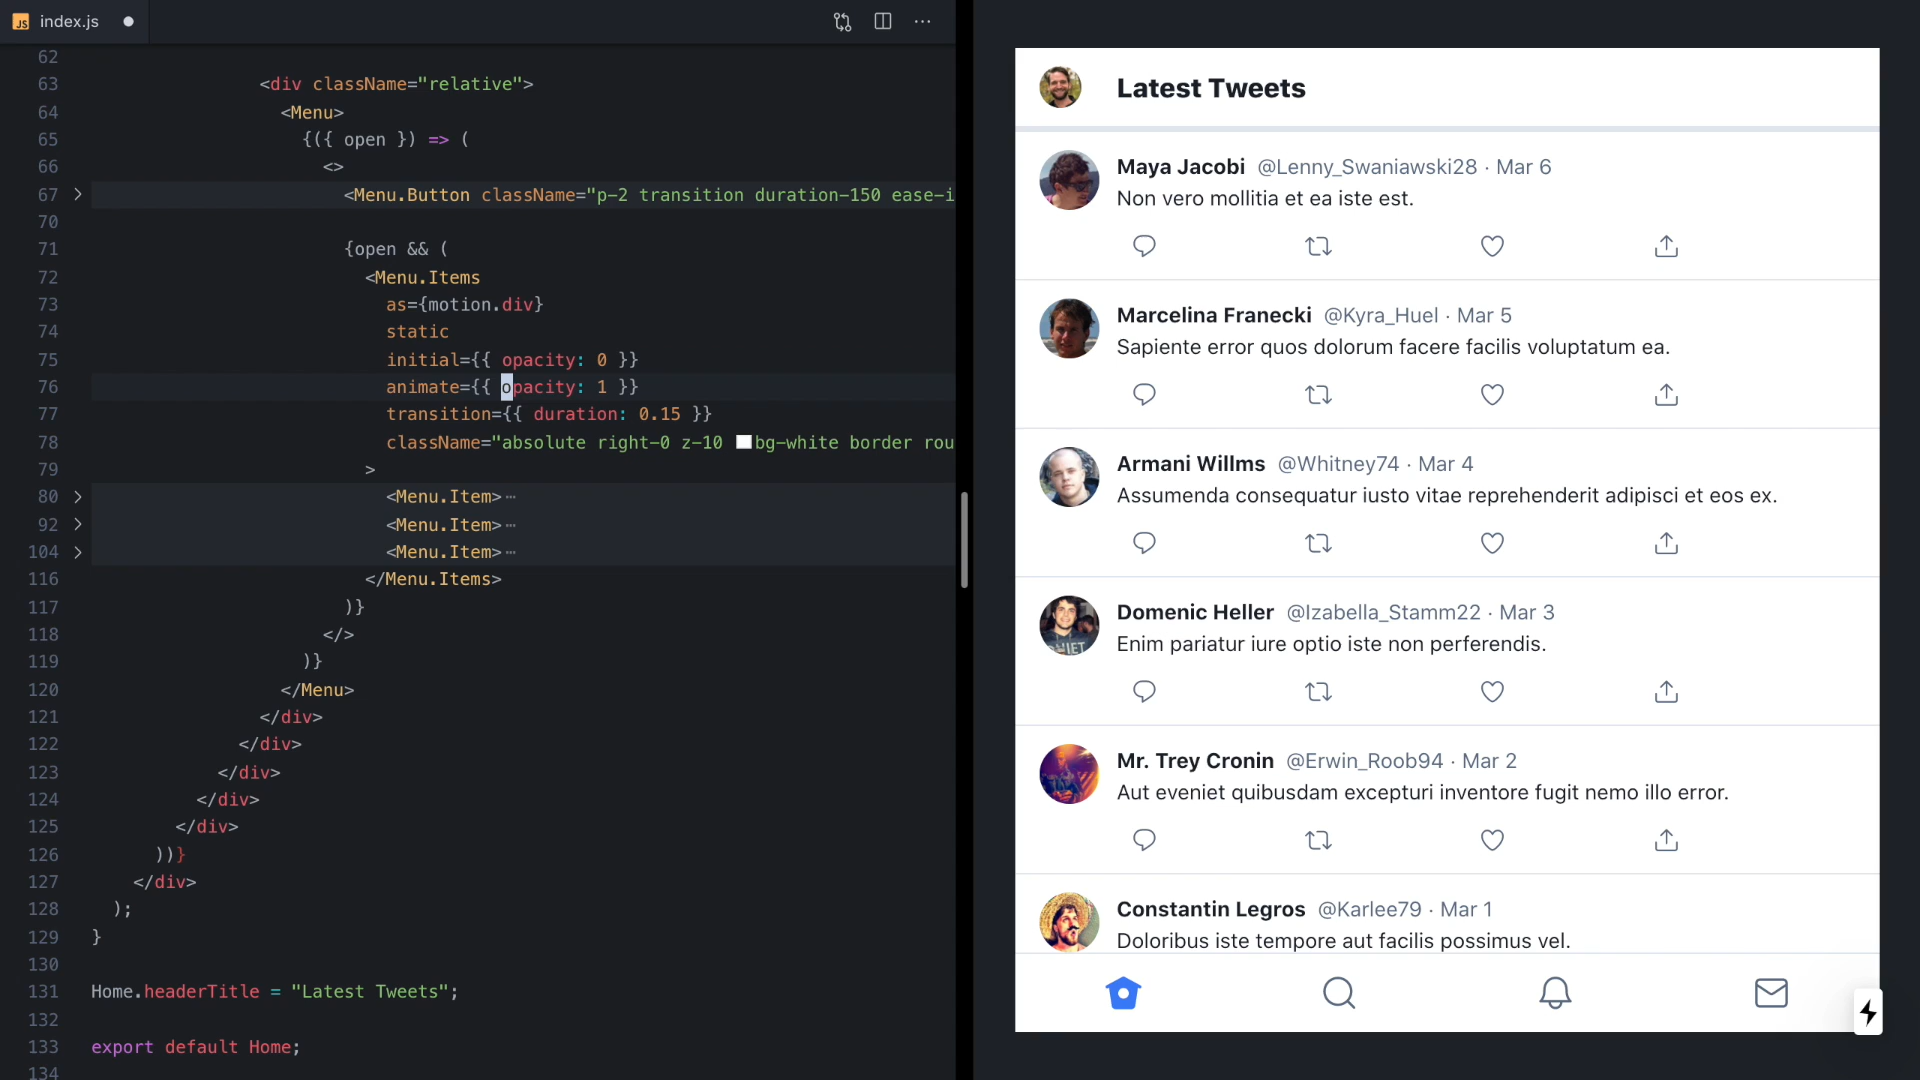 JS index.js
62
63 <div className="relative">
64 <Menu>
65 {({ open }) => (
66 <>
67 <Menu.Button className="p-2 transition duration-150 ease-i
70
71 {open && (
72 <Menu.Items
73 as={motion.div}
74 static
75 initial={{ opacity: 0 }}
76 animate={{ opacity: 1 }}
77 transition={{ duration: 0.15 }}
78 className="absolute right-0 z-10 bg-white border rou
79 >
80 <Menu.Item>…
92 <Menu.Item>…
104 <Menu.Item>…
116 </Menu.Items>
117 )}
118 </>
119 )}
120 </Menu>
121 </div>
122 </div>
123 </div>
124 </div>
125 </div>
126 ))}
127 </div>
128 );
129 }
130
131 Home.headerTitle = "Latest Tweets";
132
133 export default Home;
134
Latest Tweets
Maya Jacobi @Lenny_Swaniawski28 · Mar 6
Non vero mollitia et ea iste est.
Marcelina Franecki @Kyra_Huel · Mar 5
Sapiente error quos dolorum facere facilis voluptatum ea.
Armani Willms @Whitney74 · Mar 4
Assumenda consequatur iusto vitae reprehenderit adipisci et eos ex.
Domenic Heller @Izabella_Stamm22 · Mar 3
Enim pariatur iure optio iste non perferendis.
Mr. Trey Cronin @Erwin_Roob94 · Mar 2
Aut eveniet quibusdam excepturi inventore fugit nemo illo error.
Constantin Legros @Karlee79 · Mar 1
Doloribus iste tempore aut facilis possimus vel.